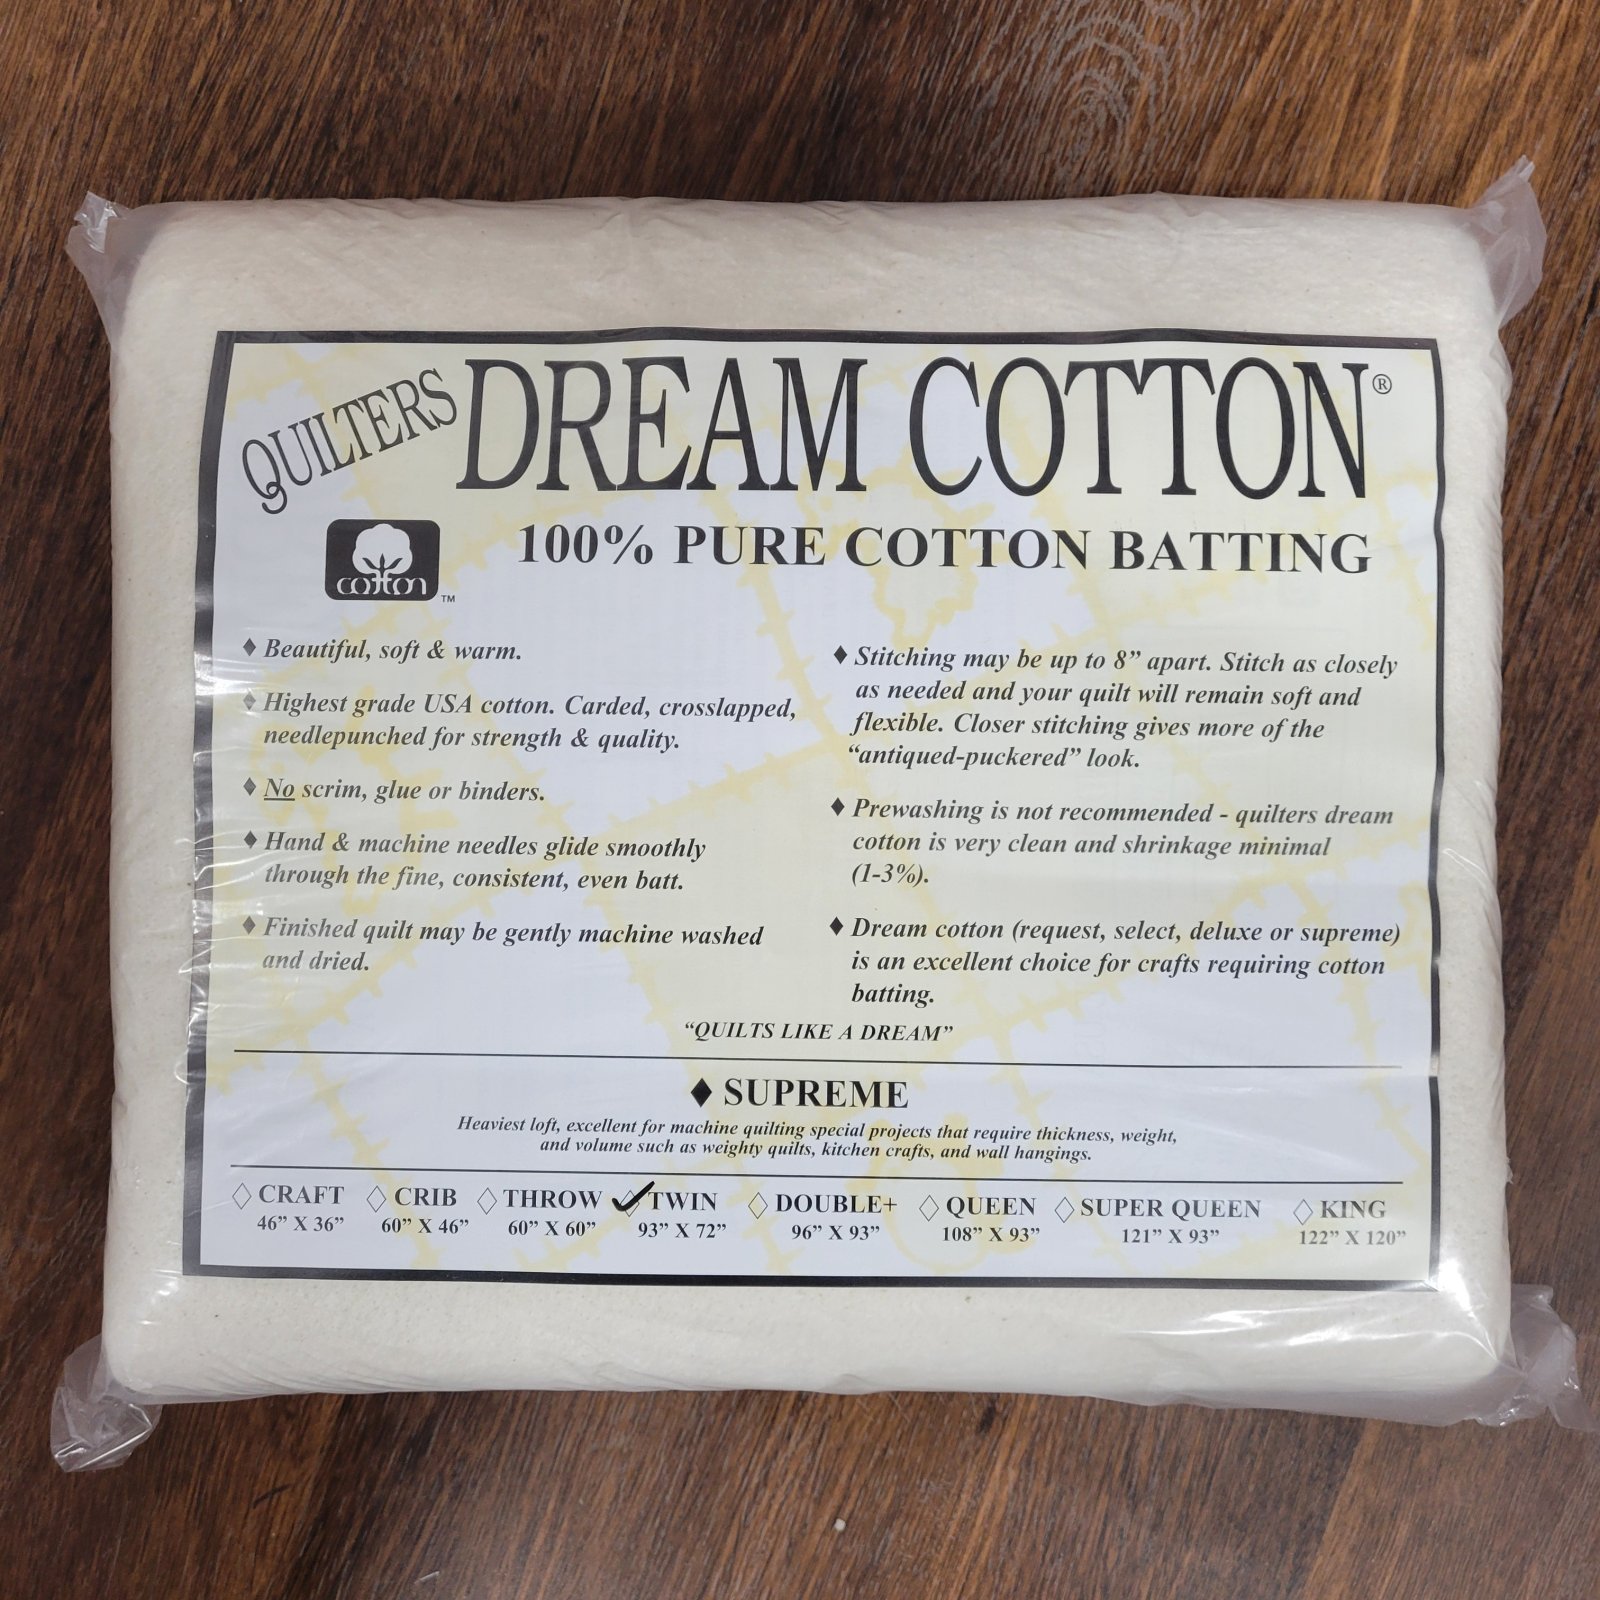 QUILTERS DREAM COTTON®
cotton™
100% PURE COTTON BATTING
♦ Beautiful, soft & warm.
♦ Highest grade USA cotton. Carded, crosslapped,
needlepunched for strength & quality.
♦ No scrim, glue or binders.
♦ Hand & machine needles glide smoothly
through the fine, consistent, even batt.
♦ Finished quilt may be gently machine washed
and dried.
♦ Stitching may be up to 8” apart. Stitch as closely
as needed and your quilt will remain soft and
flexible. Closer stitching gives more of the
“antiqued-puckered” look.
♦ Prewashing is not recommended - quilters dream
cotton is very clean and shrinkage minimal
(1-3%).
♦ Dream cotton (request, select, deluxe or supreme)
is an excellent choice for crafts requiring cotton
batting.
“QUILTS LIKE A DREAM”
♦ SUPREME
Heaviest loft, excellent for machine quilting special projects that require thickness, weight,
and volume such as weighty quilts, kitchen crafts, and wall hangings.
◇ CRAFT ◇ CRIB ◇ THROW ✓ TWIN ◇ DOUBLE+ ◇ QUEEN ◇ SUPER QUEEN ◇ KING
46” X 36” 60” X 46” 60” X 60” 93” X 72” 96” X 93” 108” X 93” 121” X 93” 122” X 120”